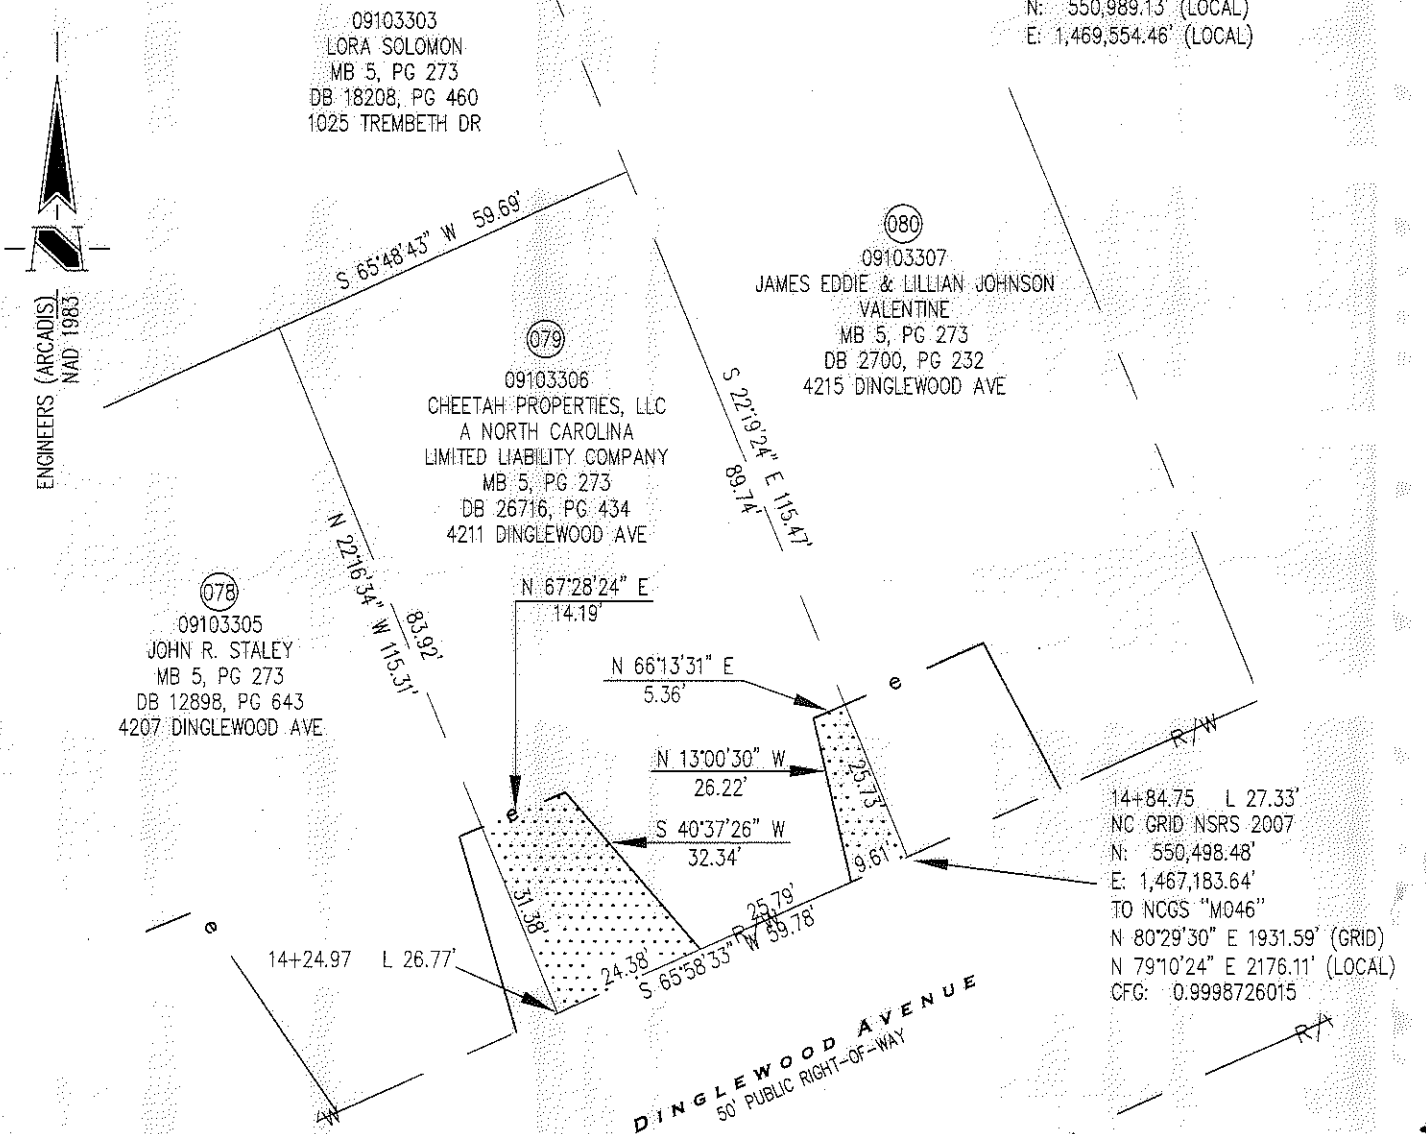 09103303
LORA SOLOMON
MB 5, PG 273
DB 18208, PG 460
1025 TREMBETH DR
N: 550,989.13' (LOCAL)
E: 1,469,554.46' (LOCAL)
N
ENGINEERS (ARCADIS)
NAD 1983
S 65°48'43" W 59.69'
080
09103307
JAMES EDDIE & LILLIAN JOHNSON
VALENTINE
MB 5, PG 273
DB 2700, PG 232
4215 DINGLEWOOD AVE
079
09103306
CHEETAH PROPERTIES, LLC
A NORTH CAROLINA
LIMITED LIABILITY COMPANY
MB 5, PG 273
DB 26716, PG 434
4211 DINGLEWOOD AVE
S 22°19'24" E 115.47'
89.74'
N 22°16'34" W 115.31'
83.92'
078
09103305
JOHN R. STALEY
MB 5, PG 273
DB 12898, PG 643
4207 DINGLEWOOD AVE
N 67°28'24" E
14.19'
N 66°13'31" E
5.36'
e
R/W
N 13°00'30" W
26.22'
25.73'
S 40°37'26" W
32.34'
e
9.61'
25.79'
R/W
31.38'
24.38'
S 65°58'33" W 59.78'
e
14+24.97 L 26.77'
14+84.75 L 27.33'
NC GRID NSRS 2007
N: 550,498.48'
E: 1,467,183.64'
TO NCGS "M046"
N 80°29'30" E 1931.59' (GRID)
N 79°10'24" E 2176.11' (LOCAL)
CFG: 0.9998726015
DINGLEWOOD AVENUE
50' PUBLIC RIGHT-OF-WAY
R/
W